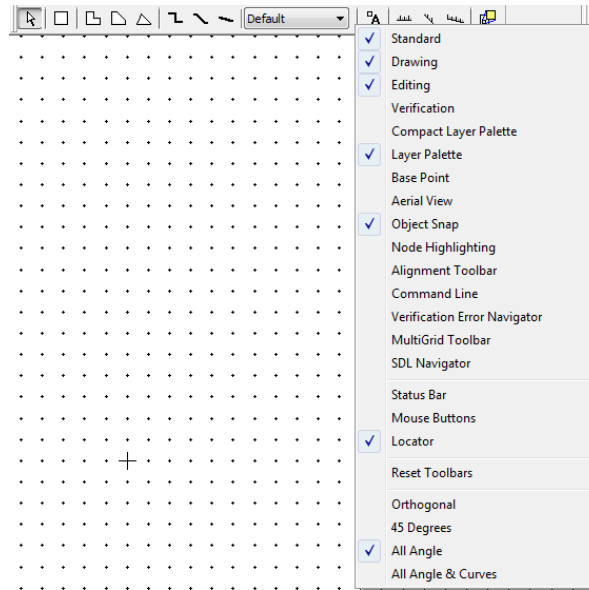 Default
A
Standard
Drawing
Editing
Verification
Compact Layer Palette
Layer Palette
Base Point
Aerial View
Object Snap
Node Highlighting
Alignment Toolbar
Command Line
Verification Error Navigator
MultiGrid Toolbar
SDL Navigator
Status Bar
Mouse Buttons
Locator
Reset Toolbars
Orthogonal
45 Degrees
All Angle
All Angle & Curves